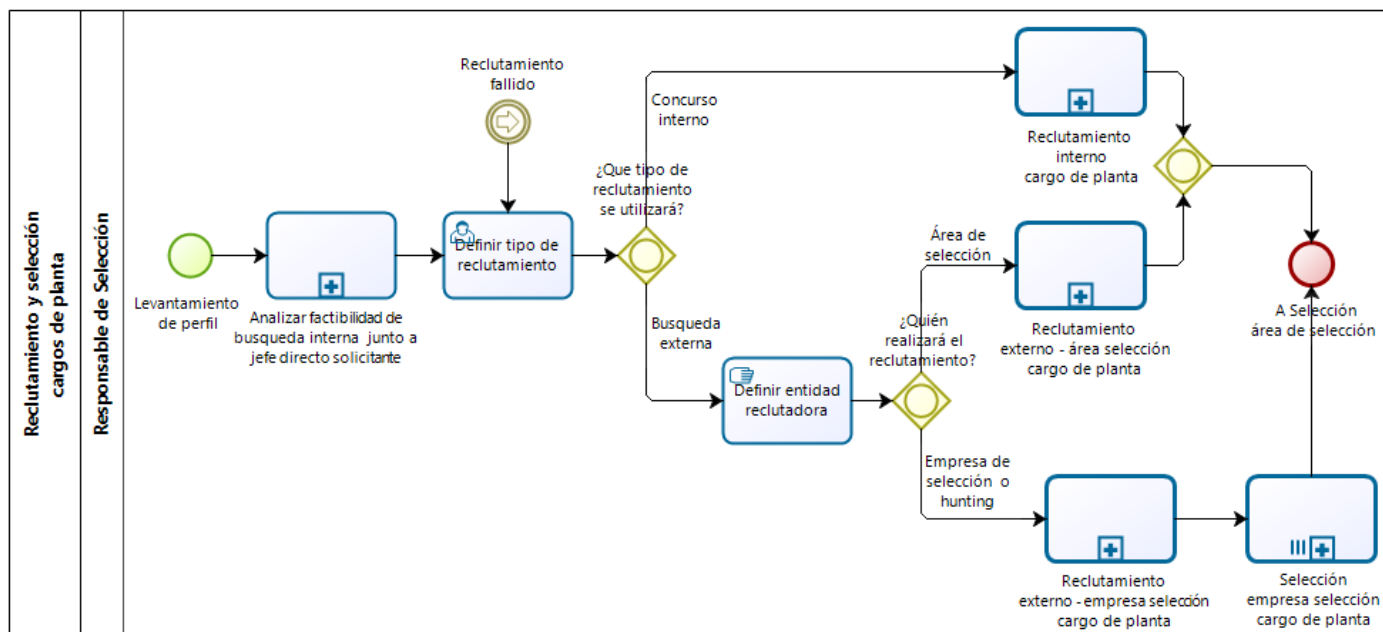 Reclutamiento y selección
cargos de planta
Responsable de Selección
Levantamiento
de perfil
Analizar factibilidad de
busqueda interna junto a
jefe directo solicitante
Reclutamiento
fallido
Definir tipo de
reclutamiento
¿Que tipo de
reclutamiento
se utilizará?
Concurso
interno
Busqueda
externa
Definir entidad
reclutadora
¿Quién
realizará el
reclutamiento?
Área de
selección
Empresa de
selección o
hunting
Reclutamiento
interno
cargo de planta
Reclutamiento
externo - área selección
cargo de planta
Reclutamiento
externo - empresa selección
cargo de planta
Selección
empresa selección
cargo de planta
A Selección
área de selección